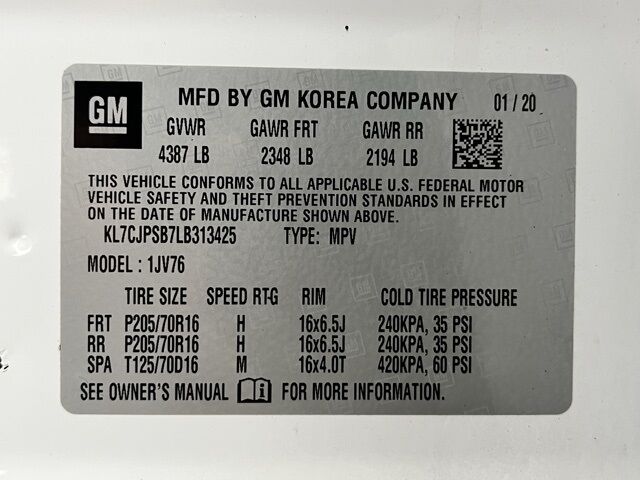 GM MFD BY GM KOREA COMPANY 01/20
GVWR GAWR FRT GAWR RR
4387 LB 2348 LB 2194 LB
THIS VEHICLE CONFORMS TO ALL APPLICABLE U.S. FEDERAL MOTOR
VEHICLE SAFETY AND THEFT PREVENTION STANDARDS IN EFFECT
ON THE DATE OF MANUFACTURE SHOWN ABOVE.
KL7CJPSB7LB313425 TYPE: MPV
MODEL: 1JV76
TIRE SIZE SPEED RTG RIM COLD TIRE PRESSURE
FRT P205/70R16 H 16x6.5J 240KPA, 35 PSI
RR P205/70R16 H 16x6.5J 240KPA, 35 PSI
SPA T125/70D16 M 16x4.0T 420KPA, 60 PSI
SEE OWNER'S MANUAL FOR MORE INFORMATION.